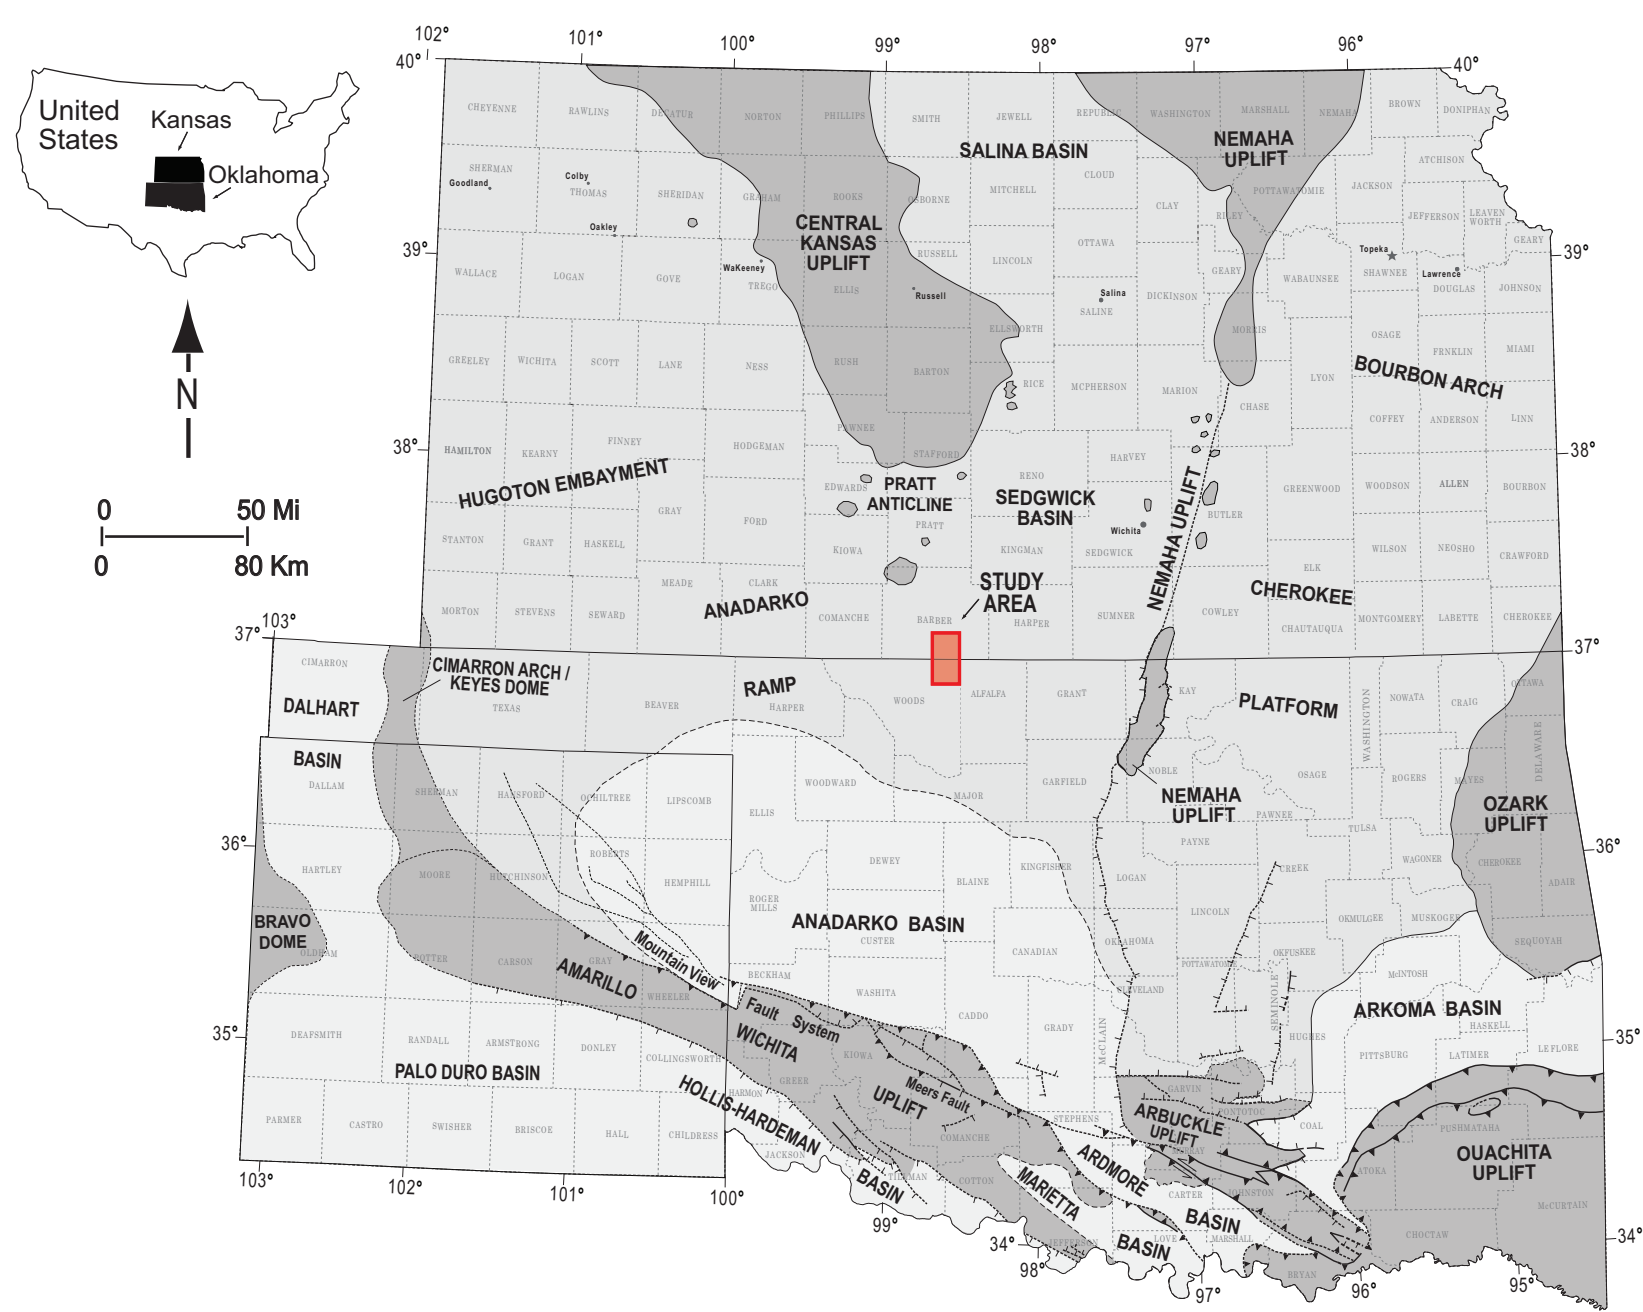 102°
101°
100°
99°
98°
97°
96°
40°
40°
United
States
Kansas
Oklahoma
N
0
50 Mi
0
80 Km
CHEYENNE
RAWLINS
DECATUR
NORTON
PHILLIPS
SMITH
JEWELL
REPUBLIC
WASHINGTON
MARSHALL
NEMAHA
BROWN
DONIPHAN
SALINA BASIN
NEMAHA
UPLIFT
SHERMAN
Goodland
Colby
THOMAS
SHERIDAN
GRAHAM
ROOKS
OSBORNE
MITCHELL
CLOUD
CLAY
RILEY
POTTAWATOMIE
JACKSON
ATCHISON
JEFFERSON
LEAVEN
WORTH
GEARY
CENTRAL
KANSAS
UPLIFT
Oakley
WaKeeney
39°
39°
WALLACE
LOGAN
GOVE
TREGO
ELLIS
RUSSELL
Russell
LINCOLN
OTTAWA
Salina
SALINE
DICKINSON
GEARY
WABAUNSEE
Topeka
SHAWNEE
Lawrence
DOUGLAS
JOHNSON
ELLSWORTH
MORRIS
OSAGE
FRNKLIN
MIAMI
GREELEY
WICHITA
SCOTT
LANE
NESS
RUSH
BARTON
RICE
MCPHERSON
MARION
CHASE
LYON
BOURBON ARCH
COFFEY
ANDERSON
LINN
38°
38°
HAMILTON
KEARNY
FINNEY
HODGEMAN
PAWNEE
STAFFORD
RENO
HARVEY
HUGOTON EMBAYMENT
EDWARDS
PRATT
ANTICLINE
PRATT
SEDGWICK
BASIN
Wichita
SEDGWICK
NEMAHA UPLIFT
BUTLER
GREENWOOD
WOODSON
ALLEN
BOURBON
STANTON
GRANT
HASKELL
GRAY
FORD
KIOWA
KINGMAN
ELK
WILSON
NEOSHO
CRAWFORD
MORTON
STEVENS
SEWARD
MEADE
CLARK
ANADARKO
COMANCHE
BARBER
STUDY
AREA
HARPER
SUMNER
COWLEY
CHEROKEE
CHAUTAUQUA
MONTGOMERY
LABETTE
CHEROKEE
37°
103°
37°
CIMARRON
CIMARRON ARCH /
KEYES DOME
DALHART
TEXAS
BEAVER
RAMP
HARPER
WOODS
ALFALFA
GRANT
KAY
PLATFORM
WASHINGTON
NOWATA
CRAIG
OTTAWA
DELAWARE
BASIN
DALLAM
SHERMAN
HANSFORD
OCHILTREE
LIPSCOMB
ELLIS
WOODWARD
MAJOR
GARFIELD
NOBLE
NEMAHA
UPLIFT
OSAGE
PAWNEE
ROGERS
MAYES
OZARK
UPLIFT
36°
36°
HARTLEY
MOORE
HUTCHINSON
ROBERTS
HEMPHILL
ROGER
MILLS
DEWEY
BLAINE
KINGFISHER
LOGAN
PAYNE
CREEK
TULSA
WAGONER
CHEROKEE
ADAIR
BRAVO
DOME
OLDHAM
POTTER
CARSON
GRAY
AMARILLO
WHEELER
Mountain View
Fault System
ANADARKO BASIN
CUSTER
BECKHAM
WASHITA
CANADIAN
OKLAHOMA
LINCOLN
OKFUSKEE
OKMULGEE
MUSKOGEE
SEQUOYAH
POTTAWATOMIE
CLEVELAND
SEMINOLE
McINTOSH
ARKOMA BASIN
HASKELL
35°
35°
DEAFSMITH
RANDALL
ARMSTRONG
DONLEY
COLLINGSWORTH
WICHITA
UPLIFT
KIOWA
CADDO
GRADY
McCLAIN
HUGHES
PITTSBURG
LATIMER
LEFLORE
PALO DURO BASIN
HOLLIS-HARDEMAN
BASIN
HARMON
GREER
Meers Fault
GARVIN
PONTOTOC
ARBUCKLE
UPLIFT
MURRAY
COAL
PARMER
CASTRO
SWISHER
BRISCOE
HALL
CHILDRESS
JACKSON
TILLMAN
COMANCHE
COTTON
STEPHENS
ARDMORE
BASIN
MARIETTA
BASIN
CARTER
JOHNSTON
ATOKA
PUSHMATAHA
OUACHITA
UPLIFT
McCURTAIN
CHOCTAW
JEFFERSON
LOVE
MARSHALL
BRYAN
103°
102°
101°
100°
99°
34°
34°
98°
97°
96°
95°